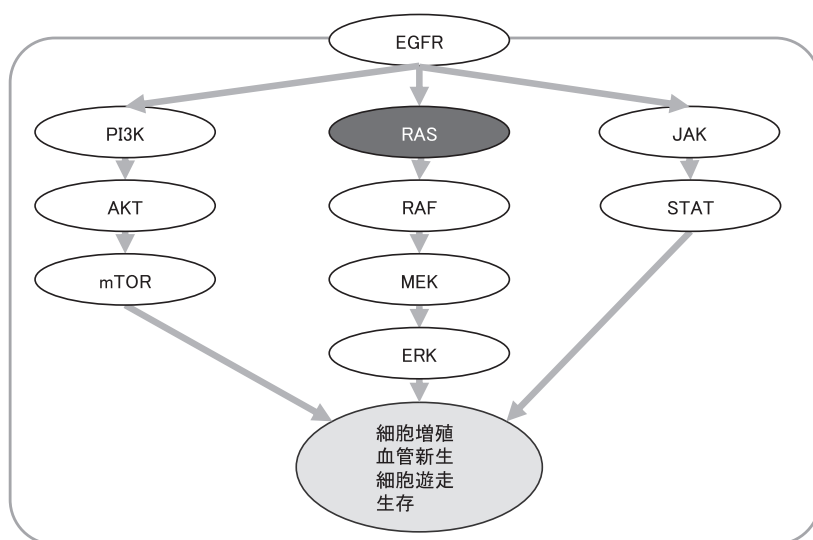 EGFR
PI3K
RAS
JAK
AKT
RAF
STAT
mTOR
MEK
ERK
細胞増殖
血管新生
細胞遊走
生存